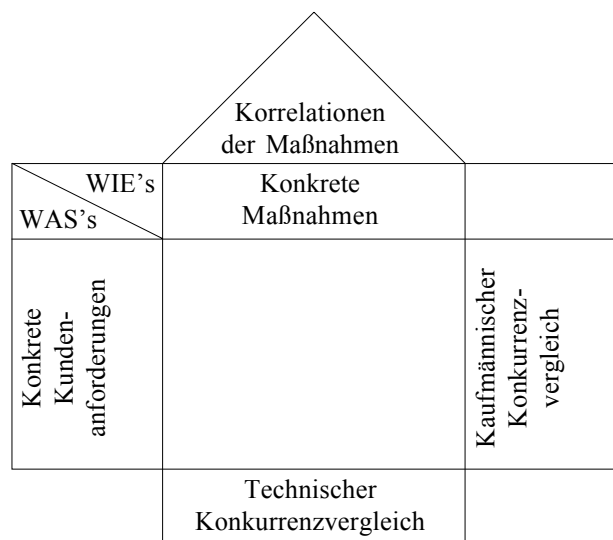 Korrelationen
der Maßnahmen
WIE's
WAS's
Konkrete
Maßnahmen
Konkrete
Kunden-
anforderungen
Kaufmännischer
Konkurrenz-
vergleich
Technischer
Konkurrenzvergleich